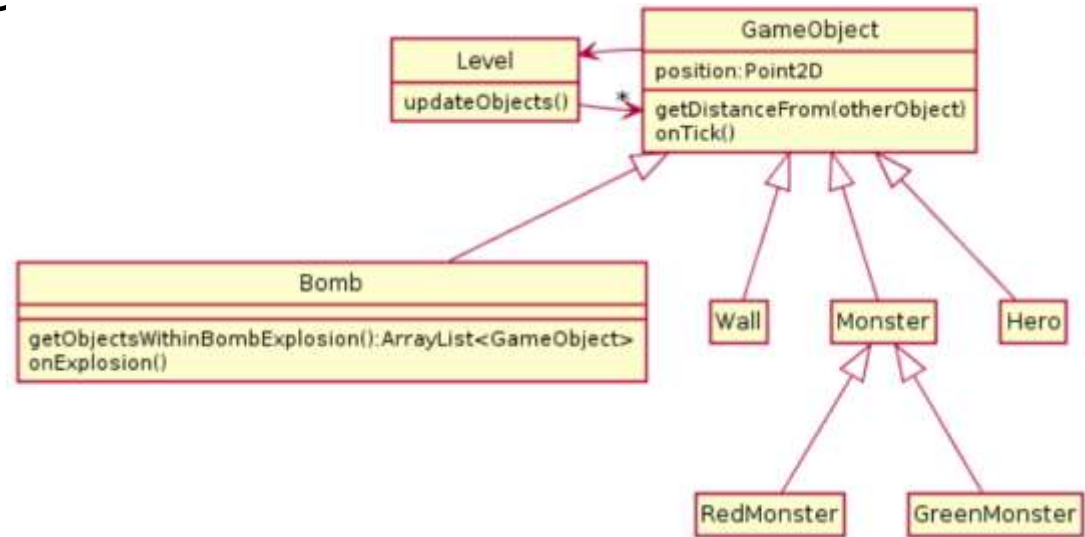 Level
updateObjects()
*
GameObject
position:Point2D
getDistanceFrom(otherObject)
onTick()
Bomb
getObjectsWithinBombExplosion():ArrayList<GameObject>
onExplosion()
Wall
Monster
Hero
RedMonster
GreenMonster